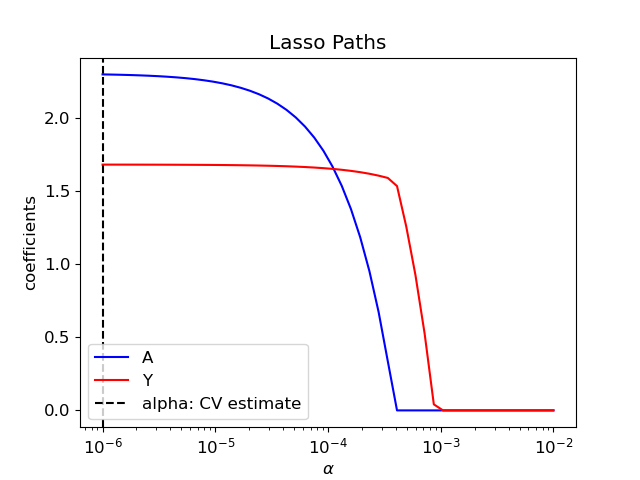 Lasso Paths
coefficients
2.0
1.5
1.0
0.5
0.0
A
Y
alpha: CV estimate
10⁻⁶ 10⁻⁵ 10⁻⁴ 10⁻³ 10⁻²
α